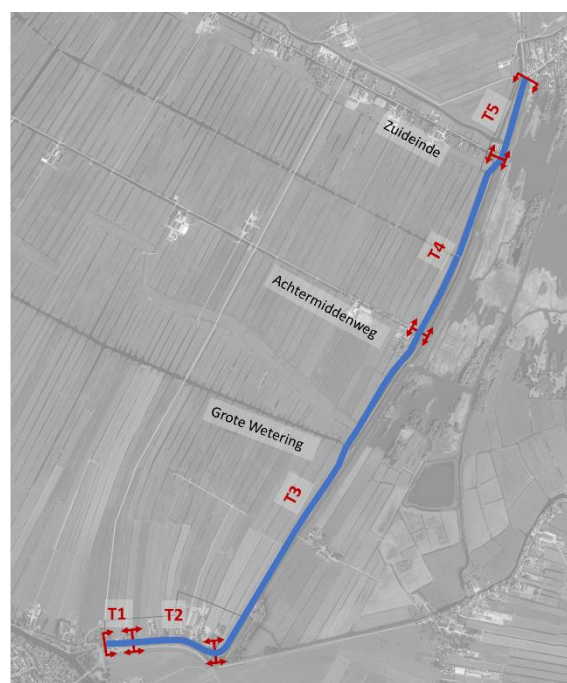 T5
Zuideinde
T4
Achtermiddenweg
Grote Wetering
T3
T1
T2